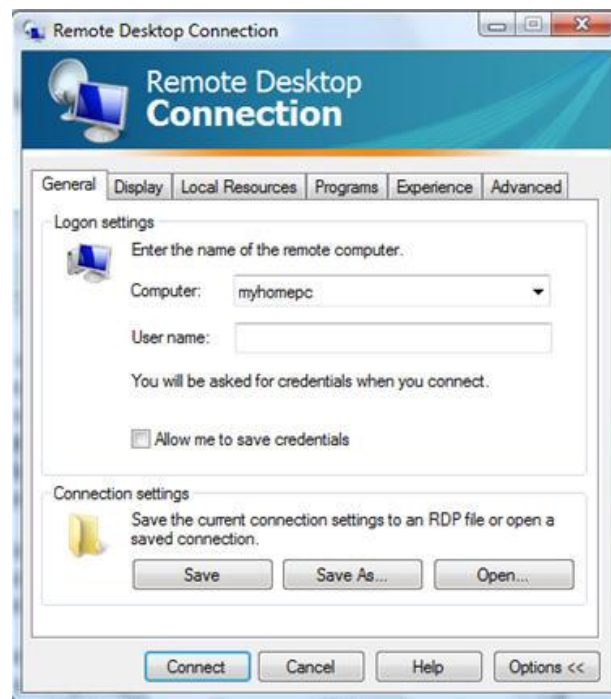 Remote Desktop Connection
Remote Desktop
Connection
General Display Local Resources Programs Experience Advanced
Logon settings
Enter the name of the remote computer.
Computer: myhomepc
User name:
You will be asked for credentials when you connect.
Allow me to save credentials
Connection settings
Save the current connection settings to an RDP file or open a
saved connection.
Save Save As... Open...
Connect Cancel Help Options <<